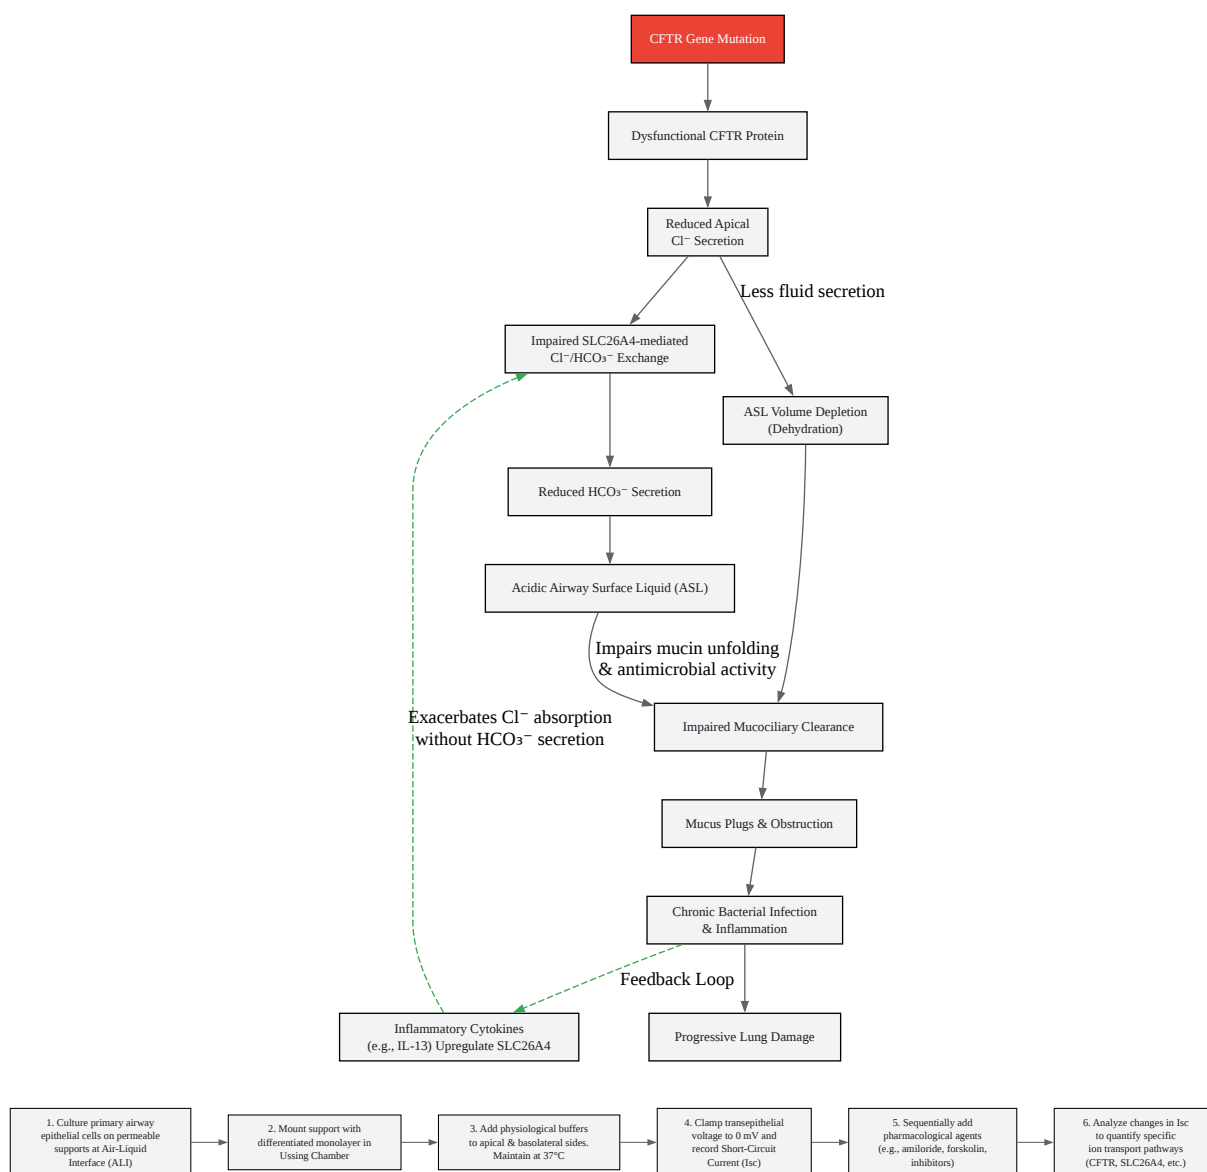 CFTR Gene Mutation
Dysfunctional CFTR Protein
Reduced Apical
Cl⁻ Secretion
Less fluid secretion
Impaired SLC26A4-mediated
Cl⁻/HCO₃⁻ Exchange
ASL Volume Depletion
(Dehydration)
Reduced HCO₃⁻ Secretion
Acidic Airway Surface Liquid (ASL)
Impairs mucin unfolding
& antimicrobial activity
Exacerbates Cl⁻ absorption
without HCO₃⁻ secretion
Impaired Mucociliary Clearance
Mucus Plugs & Obstruction
Chronic Bacterial Infection
& Inflammation
Feedback Loop
Inflammatory Cytokines
(e.g., IL-13) Upregulate SLC26A4
Progressive Lung Damage
1. Culture primary airway
epithelial cells on permeable
supports at Air-Liquid
Interface (ALI)
2. Mount support with
differentiated monolayer in
Ussing Chamber
3. Add physiological buffers
to apical & basolateral sides.
Maintain at 37°C
4. Clamp transepithelial
voltage to 0 mV and
record Short-Circuit
Current (Isc)
5. Sequentially add
pharmacological agents
(e.g., amiloride, forskolin,
inhibitors)
6. Analyze changes in Isc
to quantify specific
ion transport pathways
(CFTR, SLC26A4, etc.)